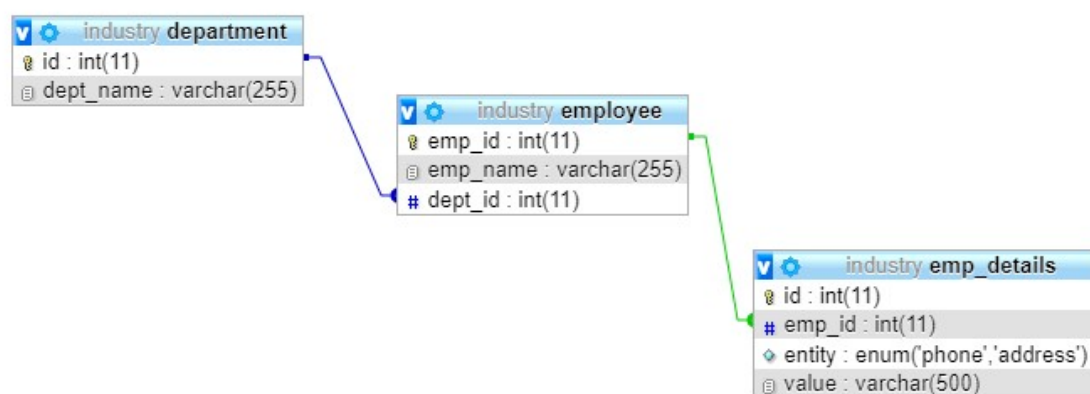 industry department
id : int(11)
dept_name : varchar(255)
industry employee
emp_id : int(11)
emp_name : varchar(255)
# dept_id : int(11)
industry emp_details
id : int(11)
# emp_id : int(11)
entity : enum('phone','address')
value : varchar(500)